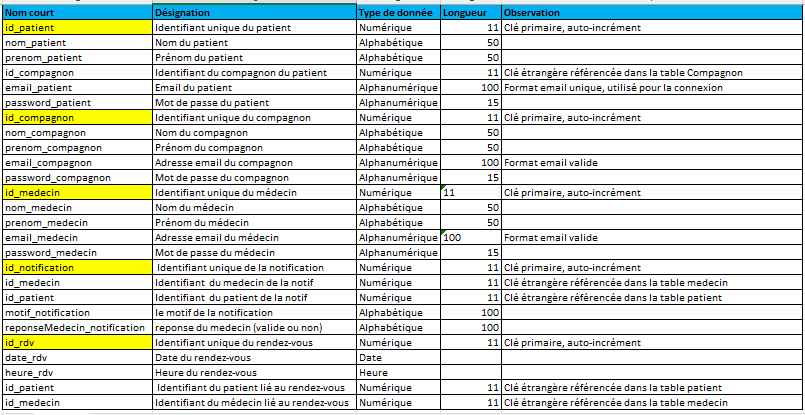 Nom court Désignation Type de donnée Longueur Observation
id_patient Identifiant unique du patient Numérique 11 Clé primaire, auto-incrément
nom_patient Nom du patient Alphabétique 50
prenom_patient Prénom du patient Alphabétique 50
id_compagnon Identifiant du compagnon du patient Numérique 11 Clé étrangère référencée dans la table Compagnon
email_patient Email du patient Alphanumérique 100 Format email unique, utilisé pour la connexion
password_patient Mot de passe du patient Alphanumérique 15
id_compagnon Identifiant unique du compagnon Numérique 11 Clé primaire, auto-incrément
nom_compagnon Nom du compagnon Alphabétique 50
prenom_compagnon Prénom du compagnon Alphabétique 50
email_compagnon Adresse email du compagnon Alphanumérique 100 Format email valide
password_compagnon Mot de passe du compagnon Alphanumérique 15
id_medecin Identifiant unique du médecin Numérique 11 Clé primaire, auto-incrément
nom_medecin Nom du médecin Alphabétique 50
prenom_medecin Prénom du médecin Alphabétique 50
email_medecin Adresse email du médecin Alphanumérique 100 Format email valide
password_medecin Mot de passe du médecin Alphanumérique 15
id_notification Identifiant unique de la notification Numérique 11 Clé primaire, auto-incrément
id_medecin Identifiant du medecin de la notif Numérique 11 Clé étrangère référencée dans la table medecin
id_patient Identifiant du patient de la notif Numérique 11 Clé étrangère référencée dans la table patient
motif_notification le motif de la notification Alphabétique 100
reponseMedecin_notification reponse du medecin (valide ou non) Alphabétique 100
id_rdv Identifiant unique du rendez-vous Numérique 11 Clé primaire, auto-incrément
date_rdv Date du rendez-vous Date
heure_rdv Heure du rendez-vous Heure
id_patient Identifiant du patient lié au rendez-vous Numérique 11 Clé étrangère référencée dans la table patient
id_medecin Identifiant du médecin lié au rendez-vous Numérique 11 Clé étrangère référencée dans la table medecin